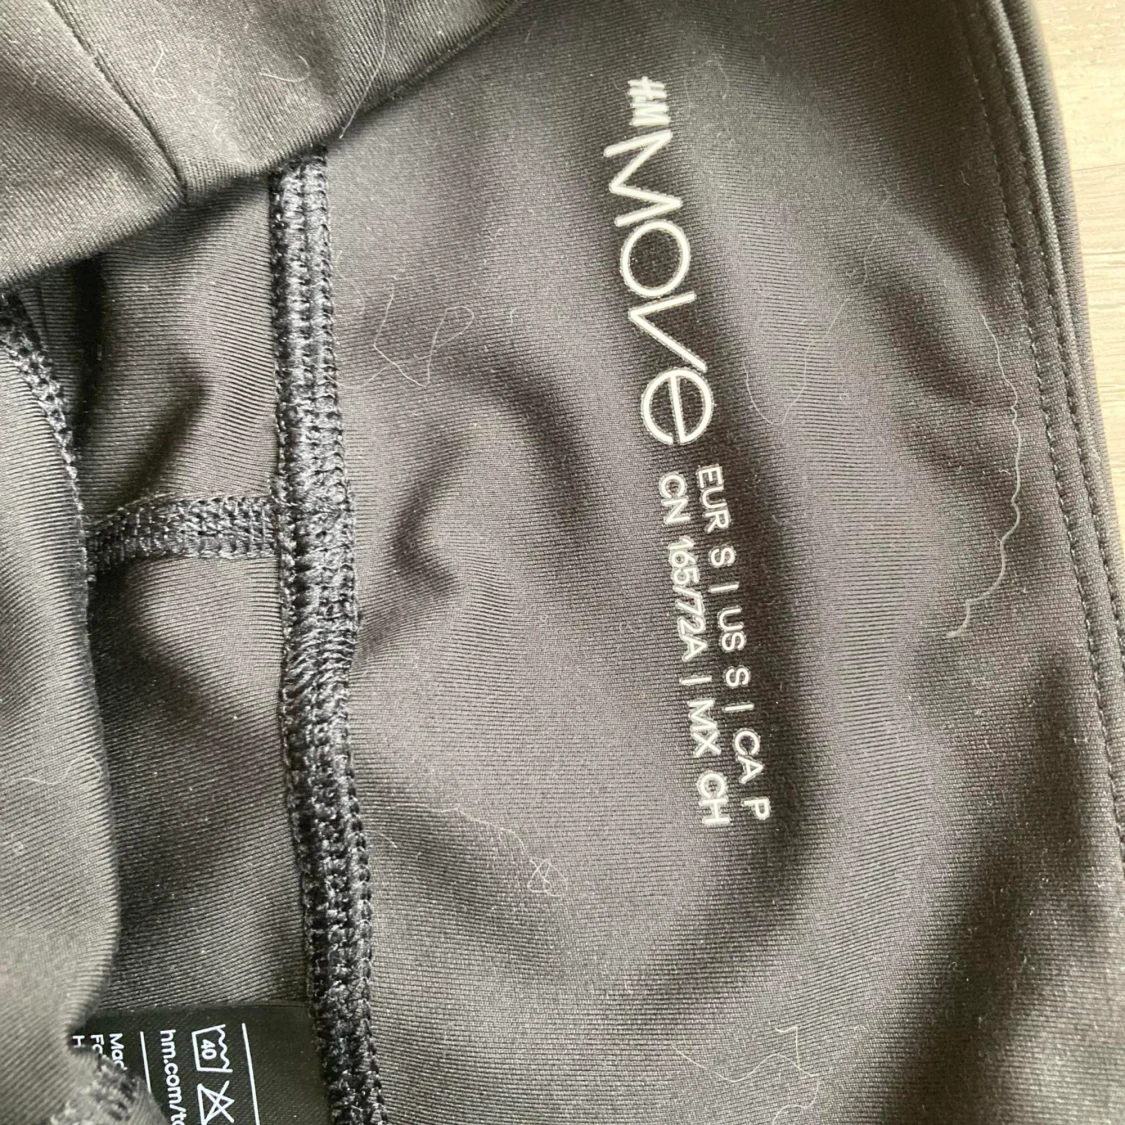 H&M
Move
EUR S | US S | CA P
CN 165/72A | MX CH
40
hm.com/